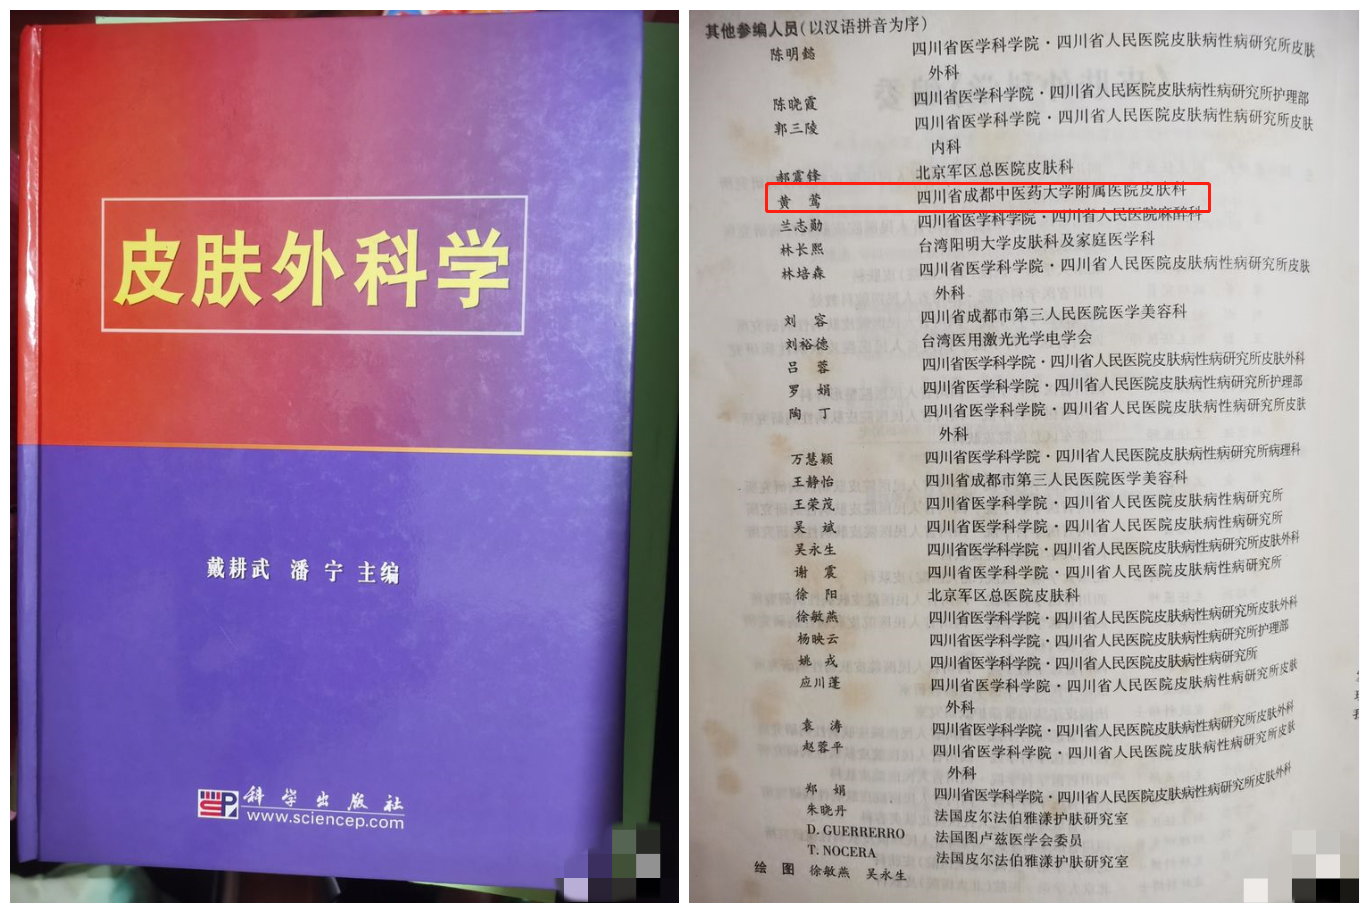 皮肤外科学
戴耕武 潘 宁 主编
科学出版社
www.sciencep.com
其他参编人员(以汉语拼音为序)
陈明懿 四川省医学科学院·四川省人民医院皮肤病性病研究所皮肤
外科
陈晓霞 四川省医学科学院·四川省人民医院皮肤病性病研究所护理部
郭三陵 四川省医学科学院·四川省人民医院皮肤病性病研究所皮肤
内科
郝震锋 北京军区总医院皮肤科
黄 莺 四川省成都中医药大学附属医院皮肤科
兰志勋 四川省医学科学院·四川省人民医院麻醉科
林长熙 台湾阳明大学皮肤科及家庭医学科
林培森 四川省医学科学院·四川省人民医院皮肤病性病研究所皮肤
外科
刘 容 四川省成都市第三人民医院医学美容科
刘裕德 台湾医用激光光学电学会
吕 蓉 四川省医学科学院·四川省人民医院皮肤病性病研究所皮肤外科
罗 娟 四川省医学科学院·四川省人民医院皮肤病性病研究所护理部
陶 丁 四川省医学科学院·四川省人民医院皮肤病性病研究所皮肤
外科
万慧颖 四川省医学科学院·四川省人民医院皮肤病性病研究所病理科
王静怡 四川省成都市第三人民医院医学美容科
王荣茂 四川省医学科学院·四川省人民医院皮肤病性病研究所
吴 斌 四川省医学科学院·四川省人民医院皮肤病性病研究所
吴永生 四川省医学科学院·四川省人民医院皮肤病性病研究所皮肤外科
谢 震 四川省医学科学院·四川省人民医院皮肤病性病研究所
徐 阳 北京军区总医院皮肤科
徐敏燕 四川省医学科学院·四川省人民医院皮肤病性病研究所皮肤外科
杨映云 四川省医学科学院·四川省人民医院皮肤病性病研究所护理部
姚 戎 四川省医学科学院·四川省人民医院皮肤病性病研究所
应川蓬 四川省医学科学院·四川省人民医院皮肤病性病研究所皮肤
外科
袁 涛 四川省医学科学院·四川省人民医院皮肤病性病研究所皮肤外科
赵蓉平 四川省医学科学院·四川省人民医院皮肤病性病研究所皮肤
外科
郑 娟 四川省医学科学院·四川省人民医院皮肤病性病研究所皮肤外科
朱晓丹 法国皮尔法伯雅漾护肤研究室
D. GUERRERRO 法国图卢兹医学会委员
T. NOCERA 法国皮尔法伯雅漾护肤研究室
绘 图 徐敏燕 吴永生